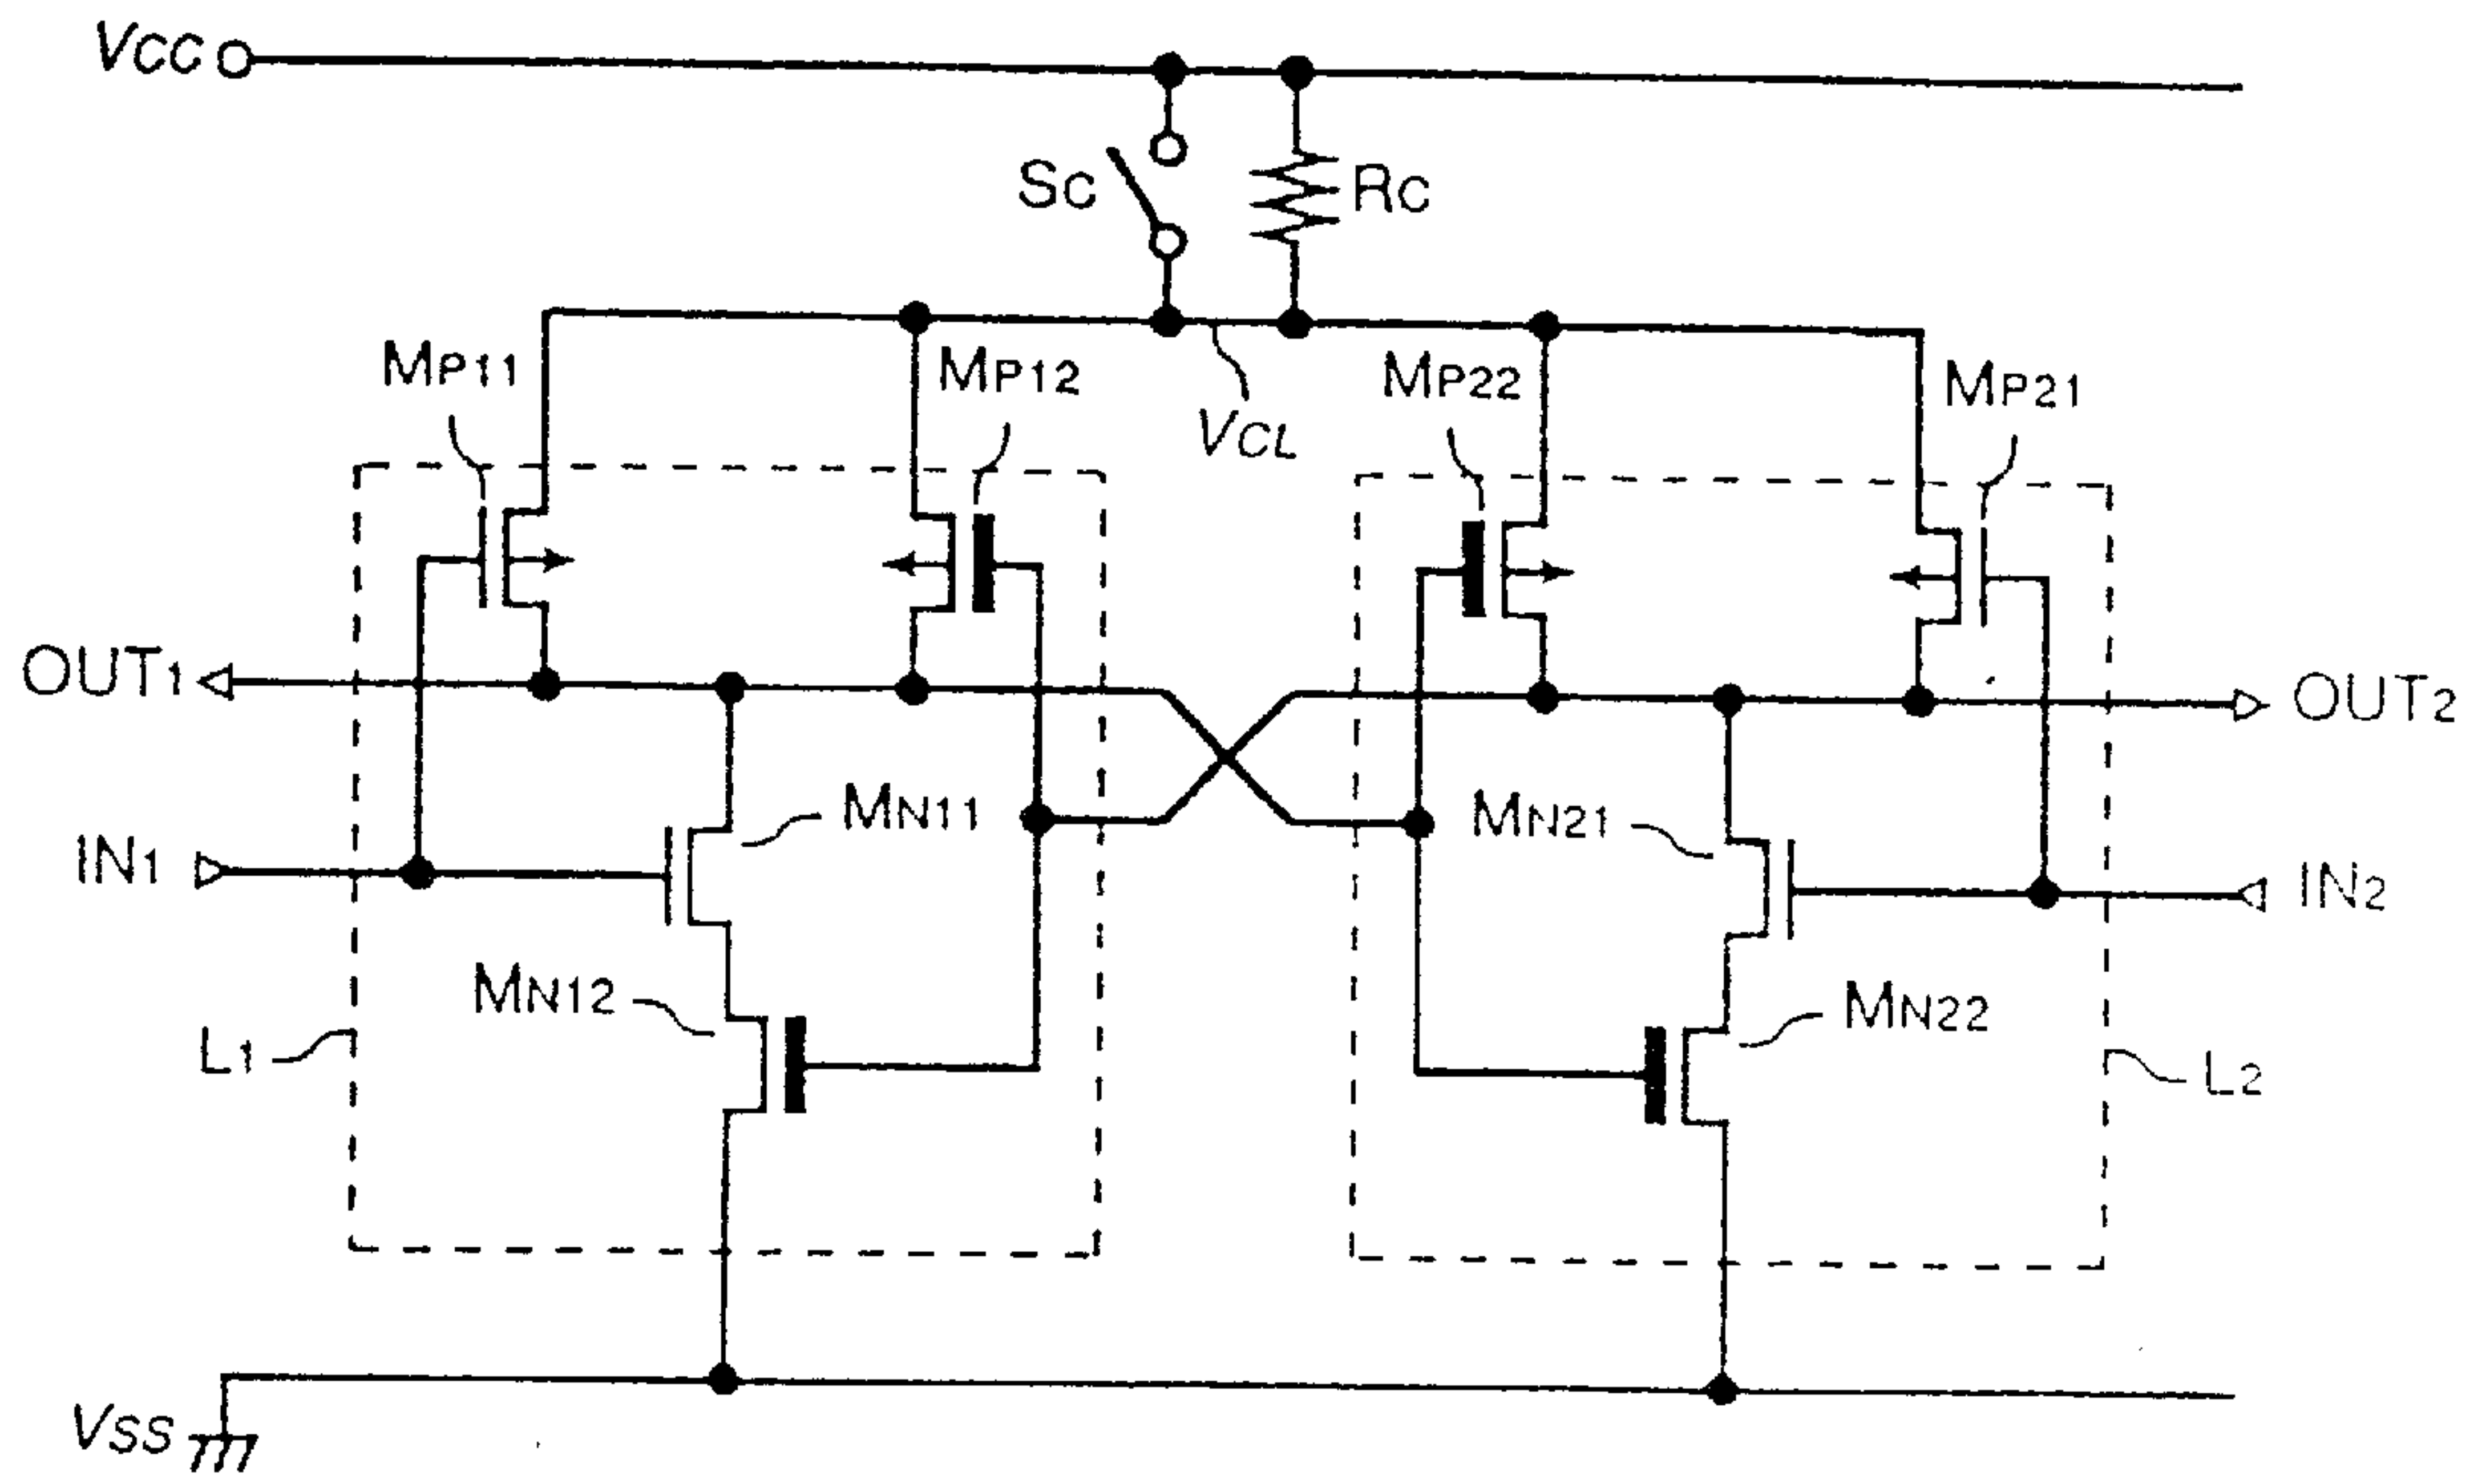 VCC
SC
RC
MP11
MP12
VCL
MP22
MP21
OUT1
OUT2
IN1
MN11
MN21
IN2
MN12
MN22
L1
L2
VSS